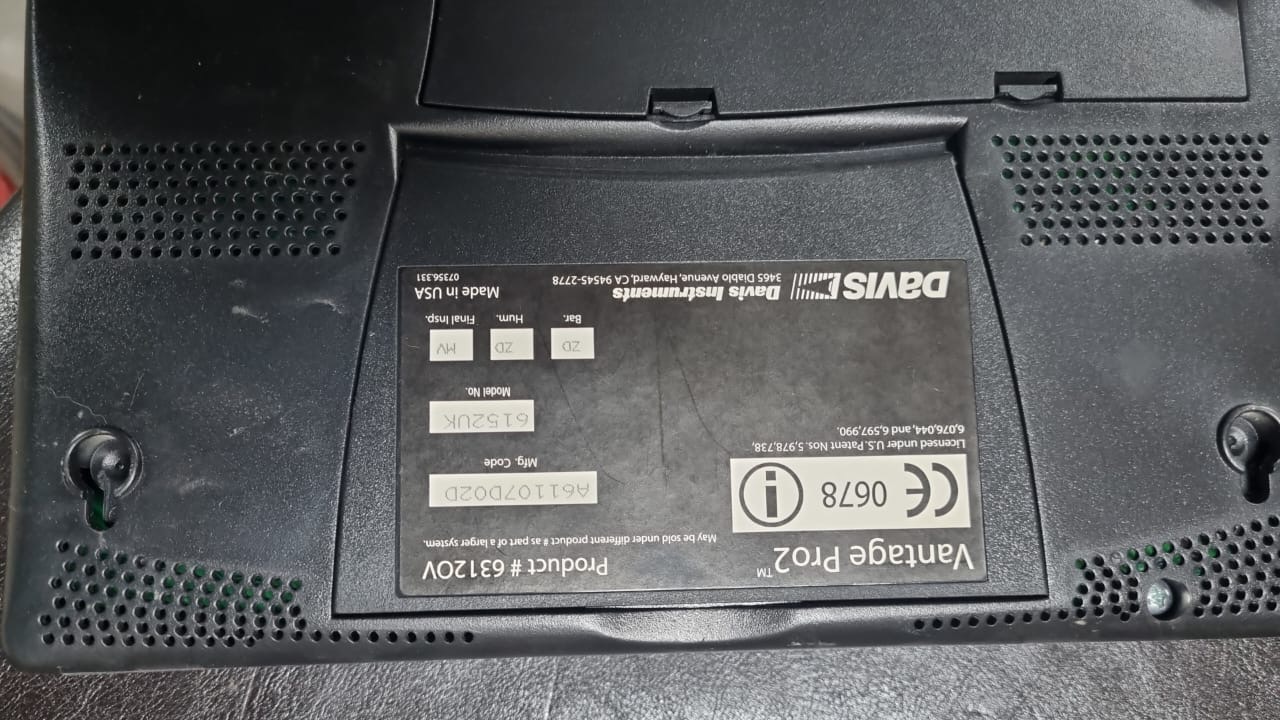 Vantage Pro2™
Product # 6312OV
May be sold under different product # as part of a larger system.
CE 0678
Mfg. Code
A61107D02D
Licensed under U.S. Patent Nos. 5,978,738,
6,076,044, and 6,597,990.
Model No.
6152UK
Bar.
ZD
Hum.
ZD
Final Insp.
MV
DAVIS
Davis Instruments
3465 Diablo Avenue, Hayward, CA 94545-2778
Made in USA
07356.331